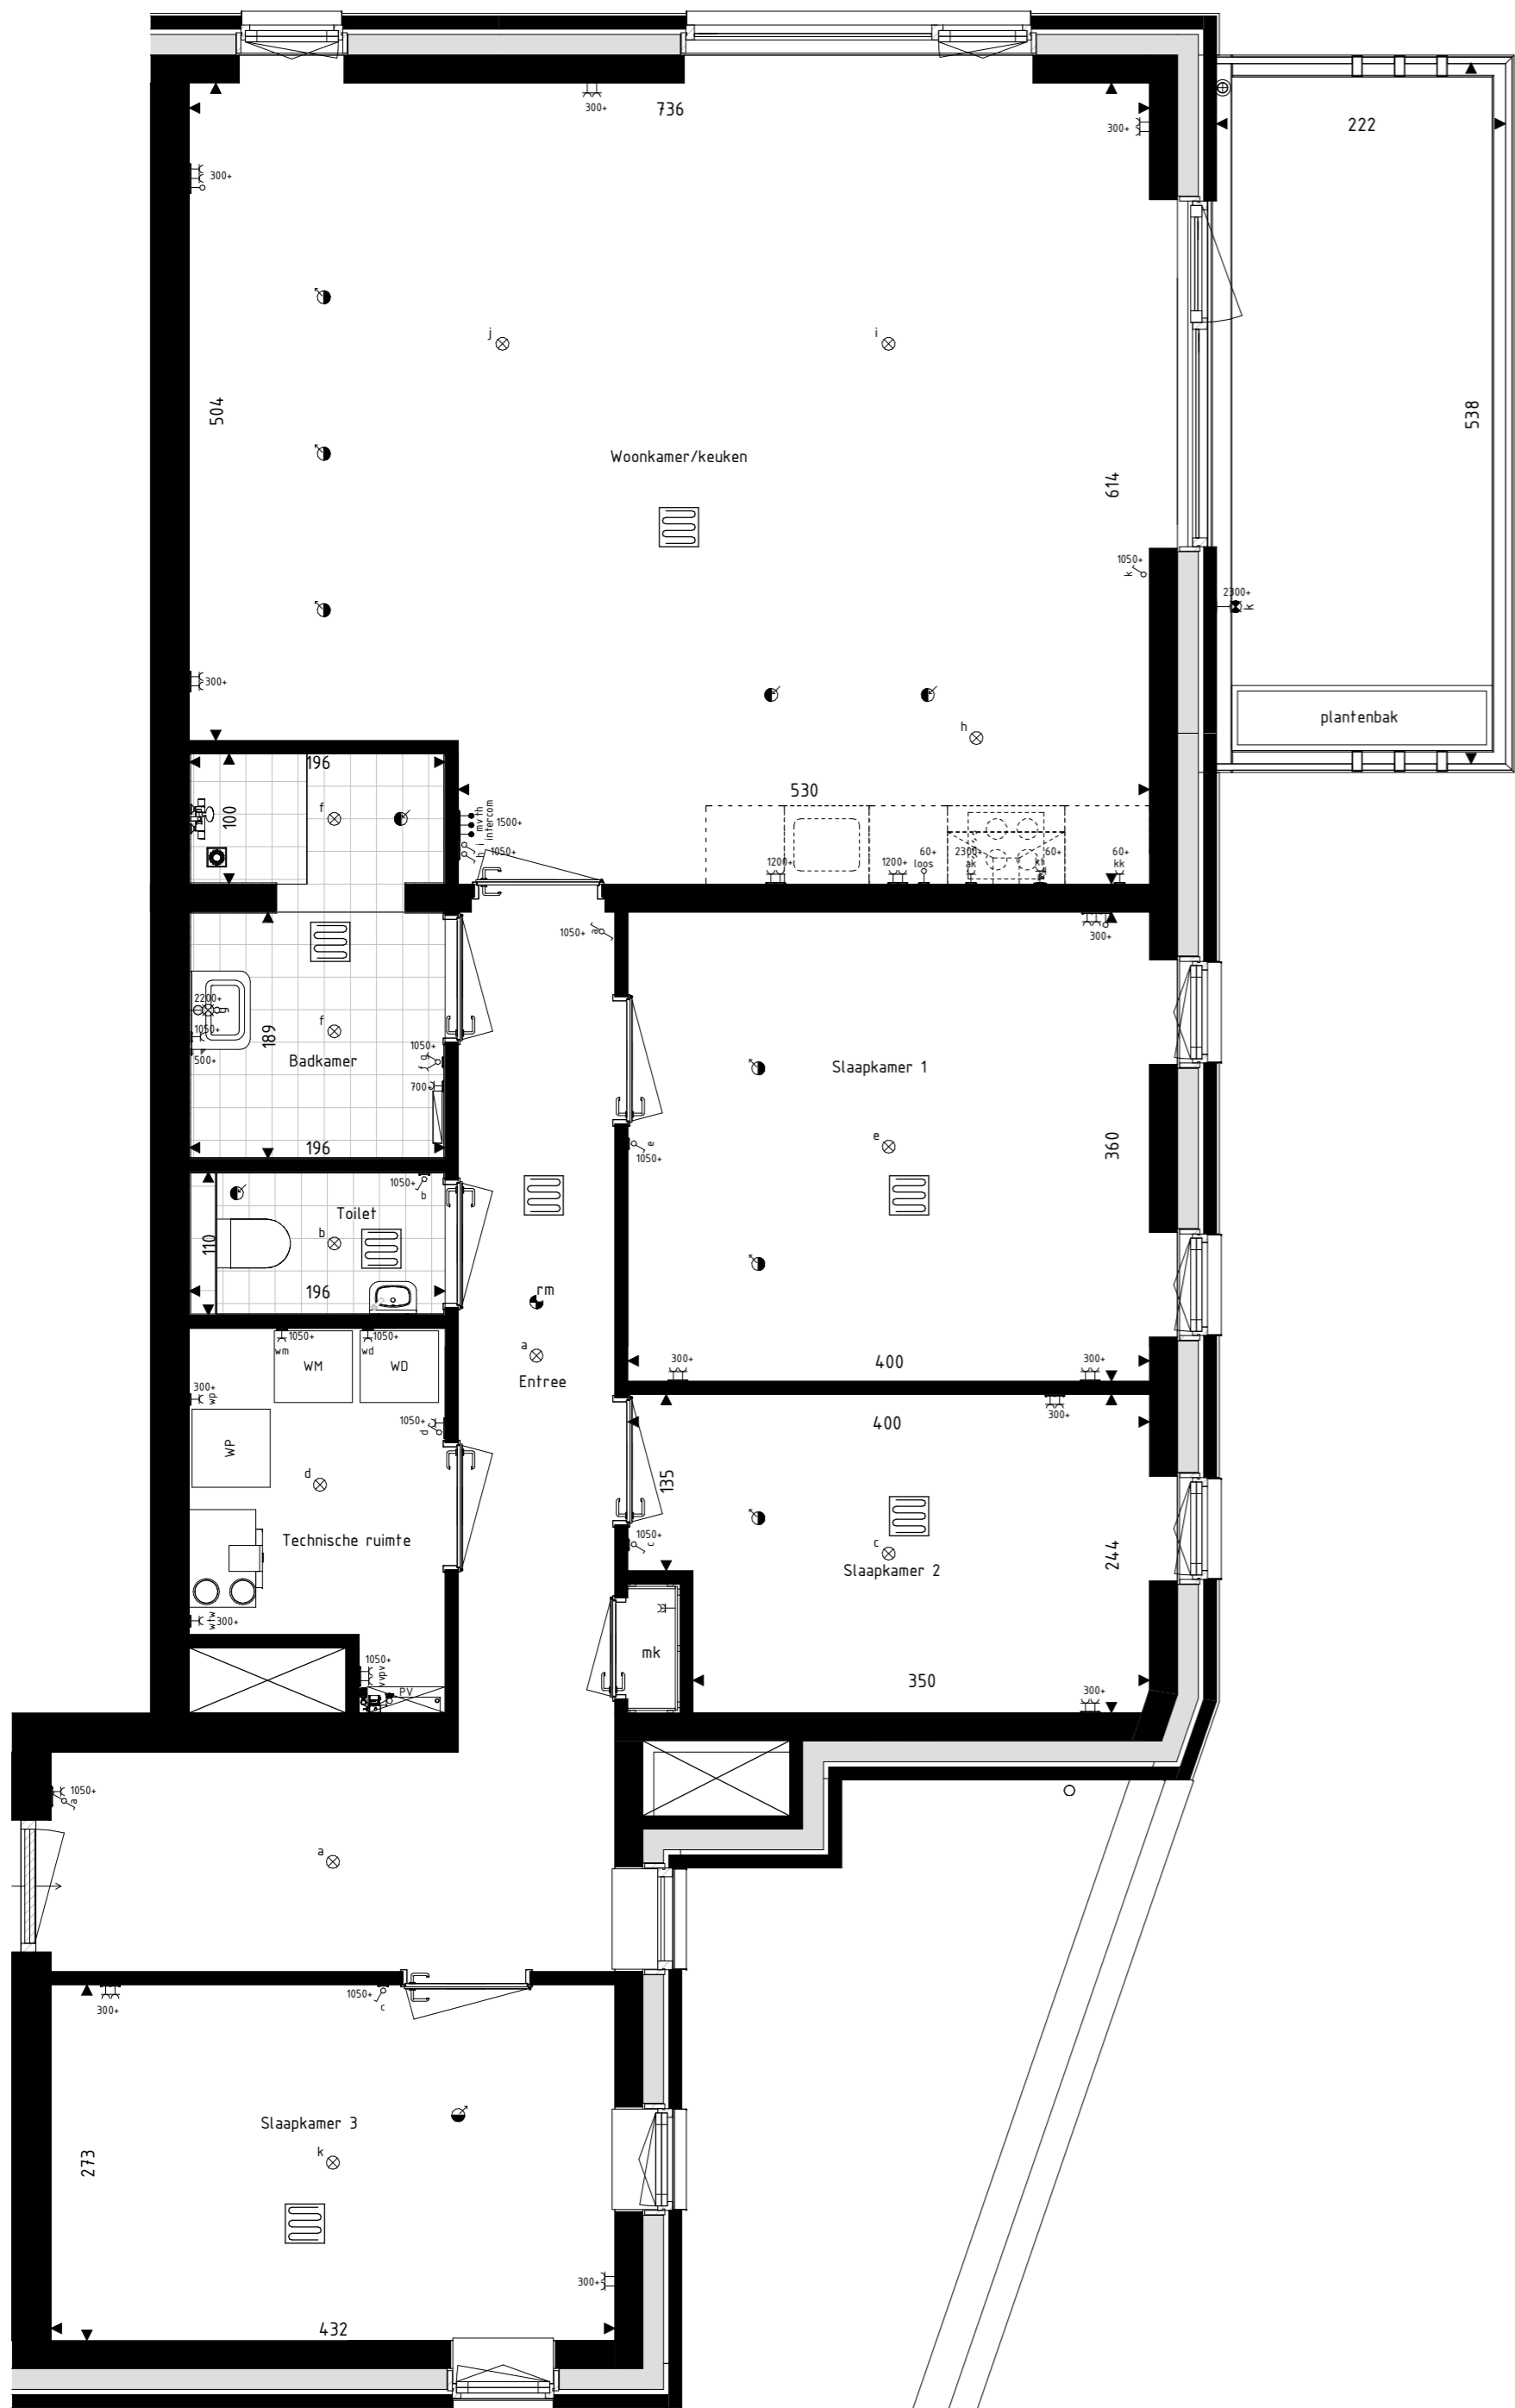 300+
736
300+
222
300+
j
i
504
538
Woonkamer/keuken
614
1050+
k
2300+
k
300+
plantenbak
h
196
530
100
f
mv th
intercom
1500+
h i
1050+
1200+
1200+
60+
loos
2300+
ak
60+
60+
kk
1050+
a
300+
2200+
g
1050+
500+
189
f
Badkamer
1050+
f g
700+
196
Slaapkamer 1
e
e
1050+
360
1050+
b
Toilet
b
110
196
rm
a
Entree
1050+
wm
1050+
wd
WM
WD
300+
wp
WP
1050+
d
d
Technische ruimte
wtw
300+
1050+
vvpv
PV
300+
400
300+
300+
400
135
1050+
c
c
Slaapkamer 2
244
mk
350
300+
1050+
a
a
300+
1050+
c
Slaapkamer 3
k
273
300+
432